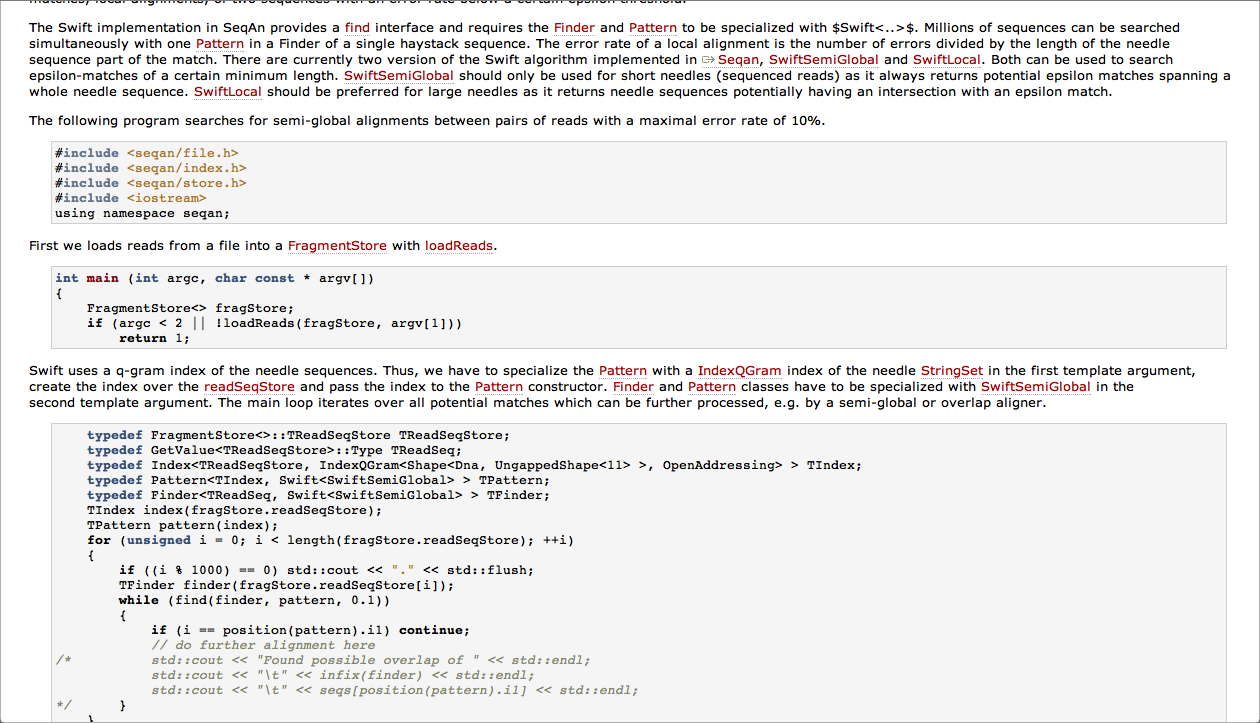 matches, local alignments, of two sequences with an error rate below a certain epsilon threshold.
The Swift implementation in SeqAn provides a find interface and requires the Finder and Pattern to be specialized with $Swift<..>$. Millions of sequences can be searched
simultaneously with one Pattern in a Finder of a single haystack sequence. The error rate of a local alignment is the number of errors divided by the length of the needle
sequence part of the match. There are currently two version of the Swift algorithm implemented in Seqan, SwiftSemiGlobal and SwiftLocal. Both can be used to search
epsilon-matches of a certain minimum length. SwiftSemiGlobal should only be used for short needles (sequenced reads) as it always returns potential epsilon matches spanning a
whole needle sequence. SwiftLocal should be preferred for large needles as it returns needle sequences potentially having an intersection with an epsilon match.
The following program searches for semi-global alignments between pairs of reads with a maximal error rate of 10%.
#include <seqan/file.h>
#include <seqan/index.h>
#include <seqan/store.h>
#include <iostream>
using namespace seqan;
First we loads reads from a file into a FragmentStore with loadReads.
int main (int argc, char const * argv[])
{
    FragmentStore<> fragStore;
    if (argc < 2 || !loadReads(fragStore, argv[1]))
        return 1;
Swift uses a q-gram index of the needle sequences. Thus, we have to specialize the Pattern with a IndexQGram index of the needle StringSet in the first template argument,
create the index over the readSeqStore and pass the index to the Pattern constructor. Finder and Pattern classes have to be specialized with SwiftSemiGlobal in the
second template argument. The main loop iterates over all potential matches which can be further processed, e.g. by a semi-global or overlap aligner.
    typedef FragmentStore<>::TReadSeqStore TReadSeqStore;
    typedef GetValue<TReadSeqStore>::Type TReadSeq;
    typedef Index<TReadSeqStore, IndexQGram<Shape<Dna, UngappedShape<11> >, OpenAddressing> > TIndex;
    typedef Pattern<TIndex, Swift<SwiftSemiGlobal> > TPattern;
    typedef Finder<TReadSeq, Swift<SwiftSemiGlobal> > TFinder;
    TIndex index(fragStore.readSeqStore);
    TPattern pattern(index);
    for (unsigned i = 0; i < length(fragStore.readSeqStore); ++i)
    {
        if ((i % 1000) == 0) std::cout << "." << std::flush;
        TFinder finder(fragStore.readSeqStore[i]);
        while (find(finder, pattern, 0.1))
        {
            if (i == position(pattern).i1) continue;
            // do further alignment here
/*          std::cout << "Found possible overlap of " << std::endl;
            std::cout << "\t" << infix(finder) << std::endl;
            std::cout << "\t" << seqs[position(pattern).i1] << std::endl;
*/      }
    }